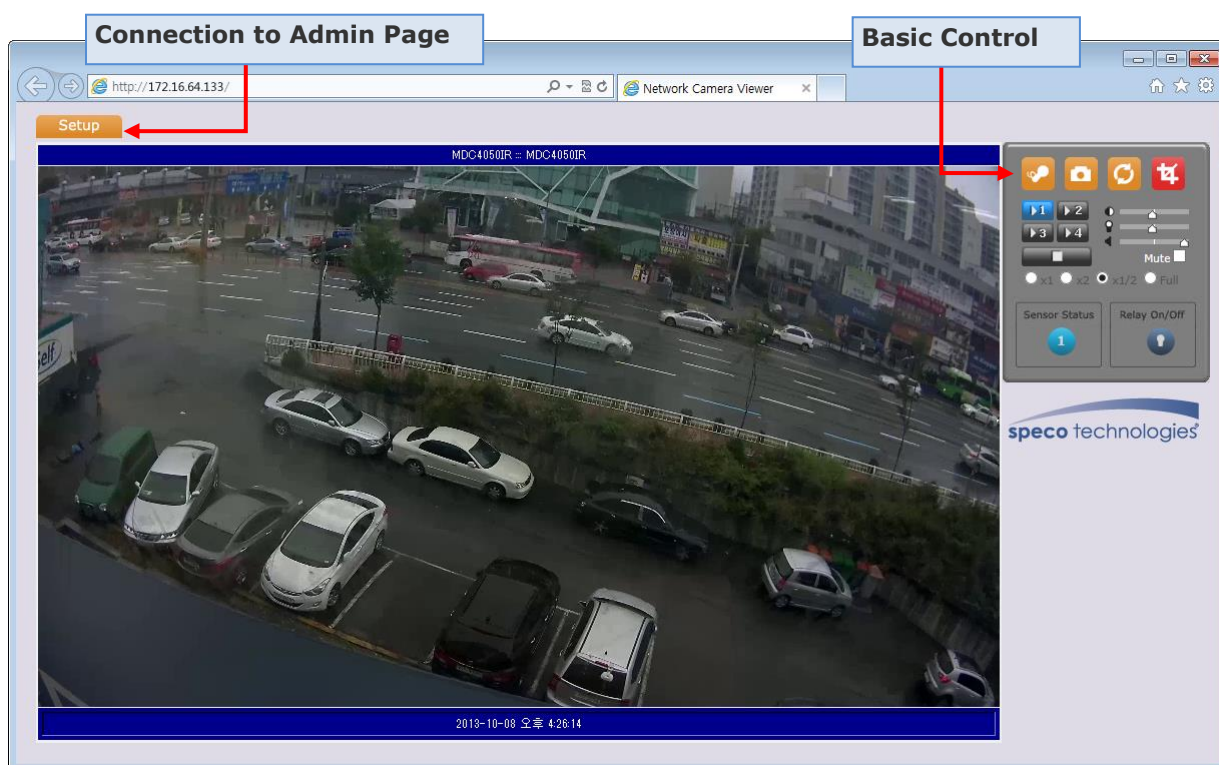 Connection to Admin Page
Basic Control
http://172.16.64.133/
Network Camera Viewer
Setup
MDC4050IR ::: MDC4050IR
1
2
3
4
Mute
x1
x2
x1/2
Full
Sensor Status
Relay On/Off
1
elf
speco technologies
2013-10-08 오후 4:26:14